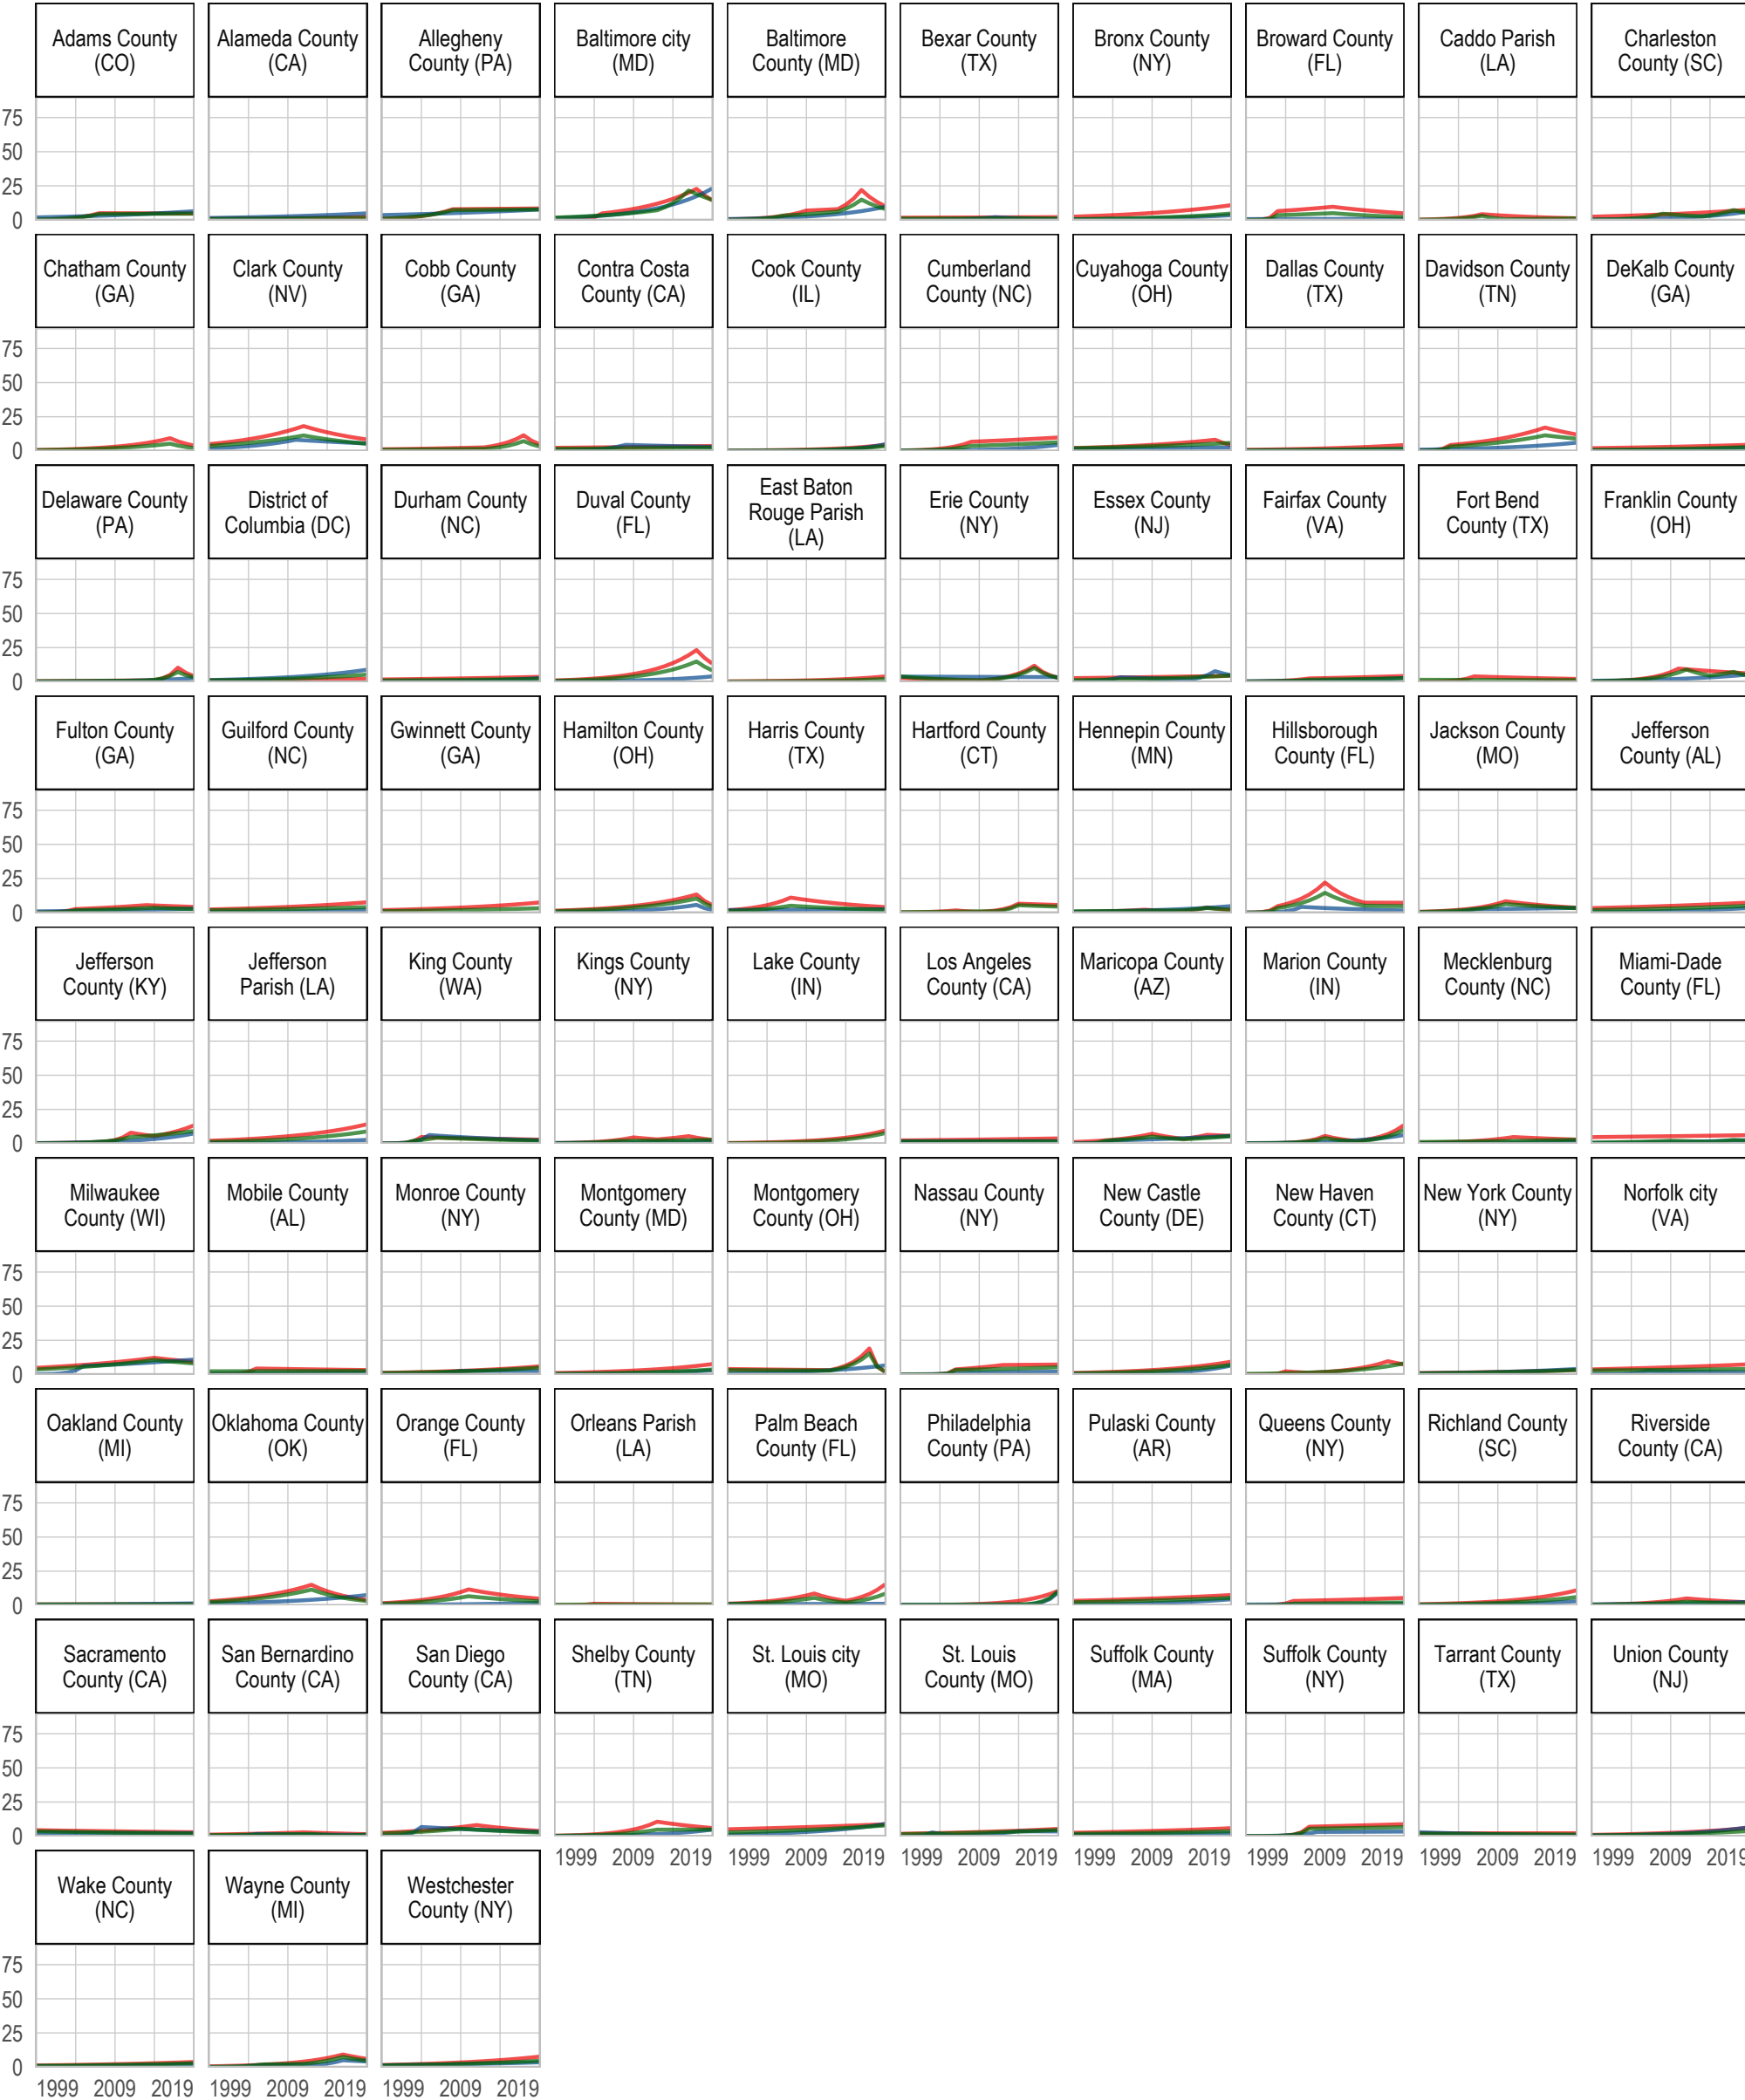 Adams County
(CO)
Alameda County
(CA)
Allegheny
County (PA)
Baltimore city
(MD)
Baltimore
County (MD)
Bexar County
(TX)
Bronx County
(NY)
Broward County
(FL)
Caddo Parish
(LA)
Charleston
County (SC)
75
50
25
0
Chatham County
(GA)
Clark County
(NV)
Cobb County
(GA)
Contra Costa
County (CA)
Cook County
(IL)
Cumberland
County (NC)
Cuyahoga County
(OH)
Dallas County
(TX)
Davidson County
(TN)
DeKalb County
(GA)
75
50
25
0
Delaware County
(PA)
District of
Columbia (DC)
Durham County
(NC)
Duval County
(FL)
East Baton
Rouge Parish
(LA)
Erie County
(NY)
Essex County
(NJ)
Fairfax County
(VA)
Fort Bend
County (TX)
Franklin County
(OH)
75
50
25
0
Fulton County
(GA)
Guilford County
(NC)
Gwinnett County
(GA)
Hamilton County
(OH)
Harris County
(TX)
Hartford County
(CT)
Hennepin County
(MN)
Hillsborough
County (FL)
Jackson County
(MO)
Jefferson
County (AL)
75
50
25
0
Jefferson
County (KY)
Jefferson
Parish (LA)
King County
(WA)
Kings County
(NY)
Lake County
(IN)
Los Angeles
County (CA)
Maricopa County
(AZ)
Marion County
(IN)
Mecklenburg
County (NC)
Miami-Dade
County (FL)
75
50
25
0
Milwaukee
County (WI)
Mobile County
(AL)
Monroe County
(NY)
Montgomery
County (MD)
Montgomery
County (OH)
Nassau County
(NY)
New Castle
County (DE)
New Haven
County (CT)
New York County
(NY)
Norfolk city
(VA)
75
50
25
0
Oakland County
(MI)
Oklahoma County
(OK)
Orange County
(FL)
Orleans Parish
(LA)
Palm Beach
County (FL)
Philadelphia
County (PA)
Pulaski County
(AR)
Queens County
(NY)
Richland County
(SC)
Riverside
County (CA)
75
50
25
0
Sacramento
County (CA)
San Bernardino
County (CA)
San Diego
County (CA)
Shelby County
(TN)
St. Louis city
(MO)
St. Louis
County (MO)
Suffolk County
(MA)
Suffolk County
(NY)
Tarrant County
(TX)
Union County
(NJ)
75
50
25
0
1999 2009 2019
1999 2009 2019
1999 2009 2019
1999 2009 2019
1999 2009 2019
1999 2009 2019
1999 2009 2019
Wake County
(NC)
Wayne County
(MI)
Westchester
County (NY)
75
50
25
0
1999 2009 2019
1999 2009 2019
1999 2009 2019